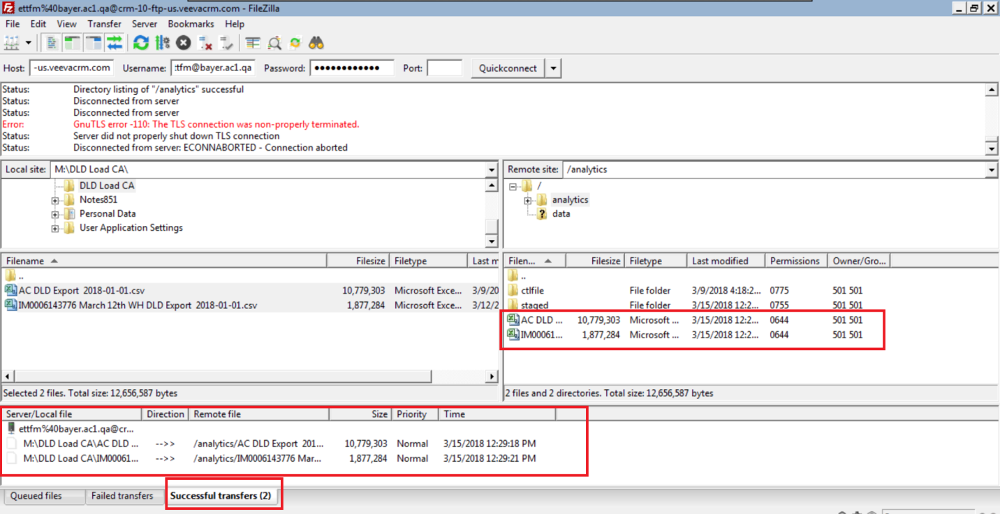 ettfm%40bayer.ac1.qa@crm-10-ftp-us.veevacrm.com - FileZilla
File Edit View Transfer Server Bookmarks Help
Host: -us.veevacrm.com Username: :tfm@bayer.ac1.qa Password: ●●●●●●●●●●●● Port: Quickconnect
Status: Directory listing of "/analytics" successful
Status: Disconnected from server
Status: Disconnected from server
Error: GnuTLS error -110: The TLS connection was non-properly terminated.
Status: Server did not properly shut down TLS connection
Status: Disconnected from server: ECONNABORTED - Connection aborted
Local site: M:\DLD Load CA\
DLD Load CA
Notes851
Personal Data
User Application Settings
Remote site: /analytics
/
analytics
? data
Filename Filesize Filetype Last m
..
AC DLD Export 2018-01-01.csv 10,779,303 Microsoft Exce... 3/9/20
IM0006143776 March 12th WH DLD Export 2018-01-01.csv 1,877,284 Microsoft Exce... 3/12/2
Selected 2 files. Total size: 12,656,587 bytes
Filen... Filesize Filetype Last modified Permissions Owner/Gro...
..
ctlfile File folder 3/9/2018 4:18:2... 0775 501 501
staged File folder 3/15/2018 12:2... 0755 501 501
AC DLD ... 10,779,303 Microsoft ... 3/15/2018 12:2... 0644 501 501
IM00061... 1,877,284 Microsoft ... 3/15/2018 12:2... 0644 501 501
2 files and 2 directories. Total size: 12,656,587 bytes
Server/Local file Direction Remote file Size Priority Time
ettfm%40bayer.ac1.qa@cr...
M:\DLD Load CA\AC DLD ... -->> /analytics/AC DLD Export 201... 10,779,303 Normal 3/15/2018 12:29:18 PM
M:\DLD Load CA\IM00061... -->> /analytics/IM0006143776 Mar... 1,877,284 Normal 3/15/2018 12:29:21 PM
Queued files Failed transfers Successful transfers (2)